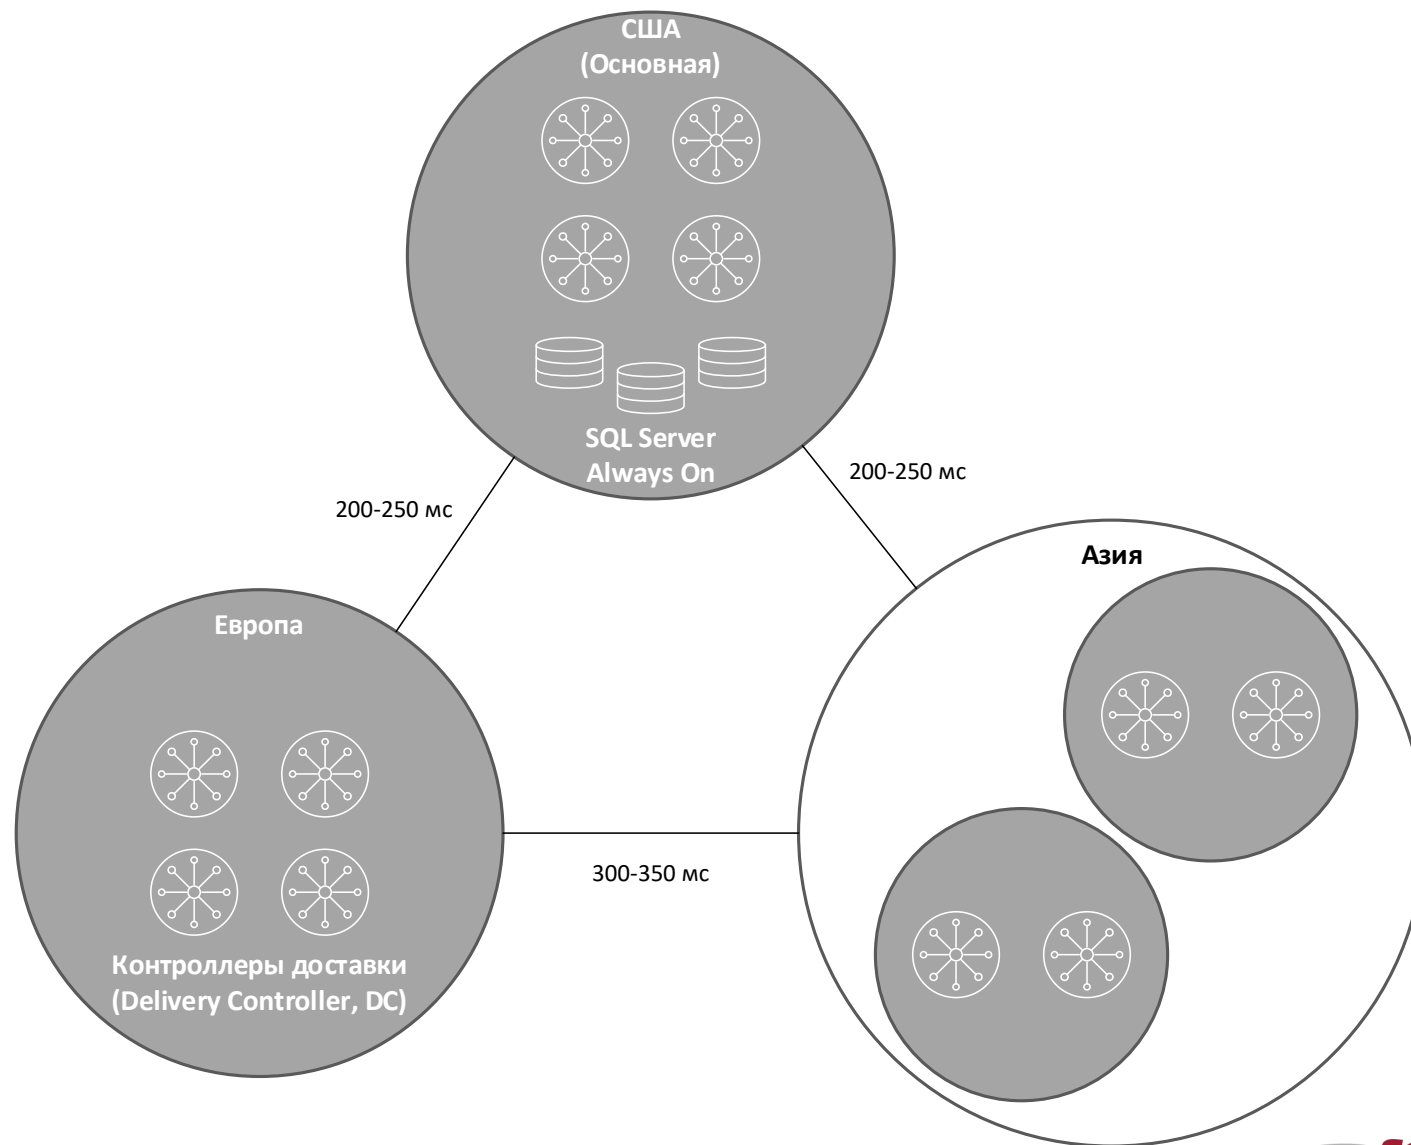 США
(Основная)
SQL Server
Always On
200-250 мс
200-250 мс
Азия
Европа
300-350 мс
Контроллеры доставки
(Delivery Controller, DC)